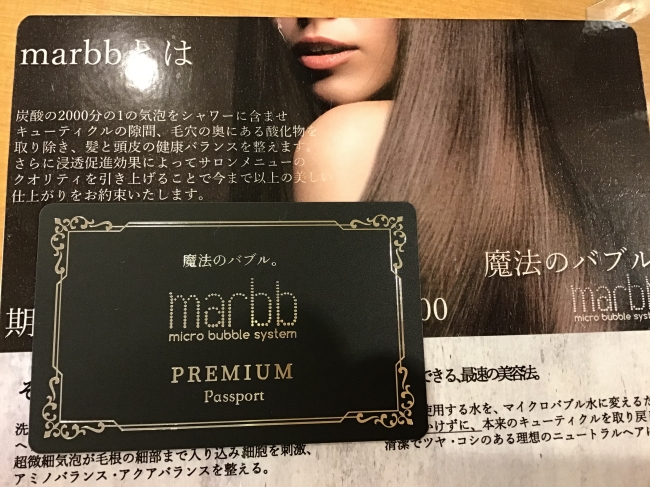 marbbとは
炭酸の2000分の1の気泡をシャワーに含ませ
キューティクルの隙間、毛穴の奥にある酸化物を
取り除き、髪と頭皮の健康バランスを整えます。
さらに浸透促進効果によってサロンメニューの
クオリティを引き上げることで今まで以上の美しい
仕上がりをお約束いたします。
魔法のバブル
marbb
micro bubble system
期
00
魔法のバブル。
marbb
micro bubble system
PREMIUM
Passport
そ
洗
へ
超微細気泡が毛根の細部まで入り込み細胞を刺激、
アミノバランス・アクアバランスを整える。
できる、最速の美容法。
使用する水を、マイクロバブル水に変えるだ
かけずに、本来のキューティクルを取り戻
清潔でツヤ・コシのある理想のニュートラルヘアに